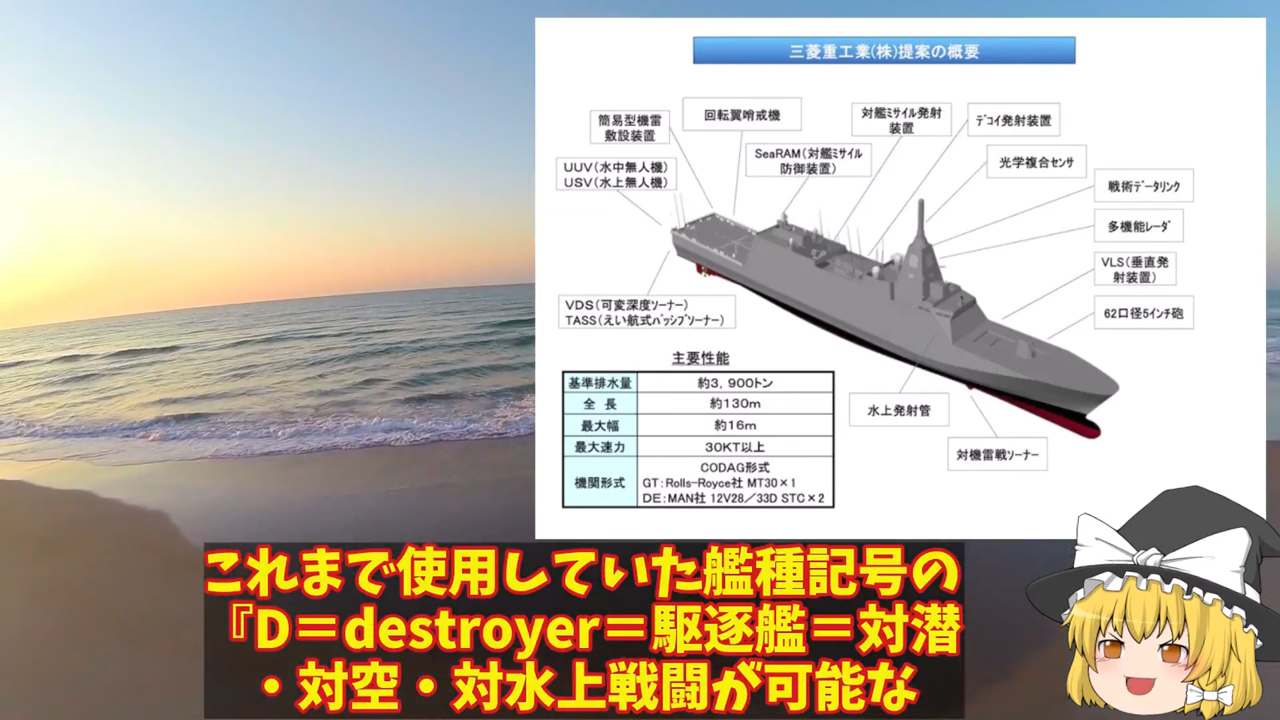 三菱重工業(株)提案の概要
簡易型機雷
敷設装置
回転翼哨戒機
対艦ﾐｻｲﾙ発射
装置
ﾃﾞｺｲ発射装置
UUV(水中無人機)
USV(水上無人機)
SeaRAM(対艦ﾐｻｲﾙ
防御装置)
光学複合ｾﾝｻ
戦術ﾃﾞｰﾀﾘﾝｸ
多機能ﾚｰﾀﾞ
VLS(垂直発
射装置)
62口径5ｲﾝﾁ砲
VDS(可変深度ｿｰﾅｰ)
TASS(えい航式ﾊﾟｯｼﾌﾞｿｰﾅｰ)
水上発射管
対機雷戦ｿｰﾅｰ
主要性能
基準排水量 約3，900トン
全 長 約130m
最大幅 約16m
最大速力 30KT以上
機関形式 CODAG形式
GT：Rolls-Royce社 MT30×1
DE：MAN社 12V28／33D STC×2
これまで使用していた艦種記号の
『D＝destroyer＝駆逐艦＝対潜
・対空・対水上戦闘が可能な